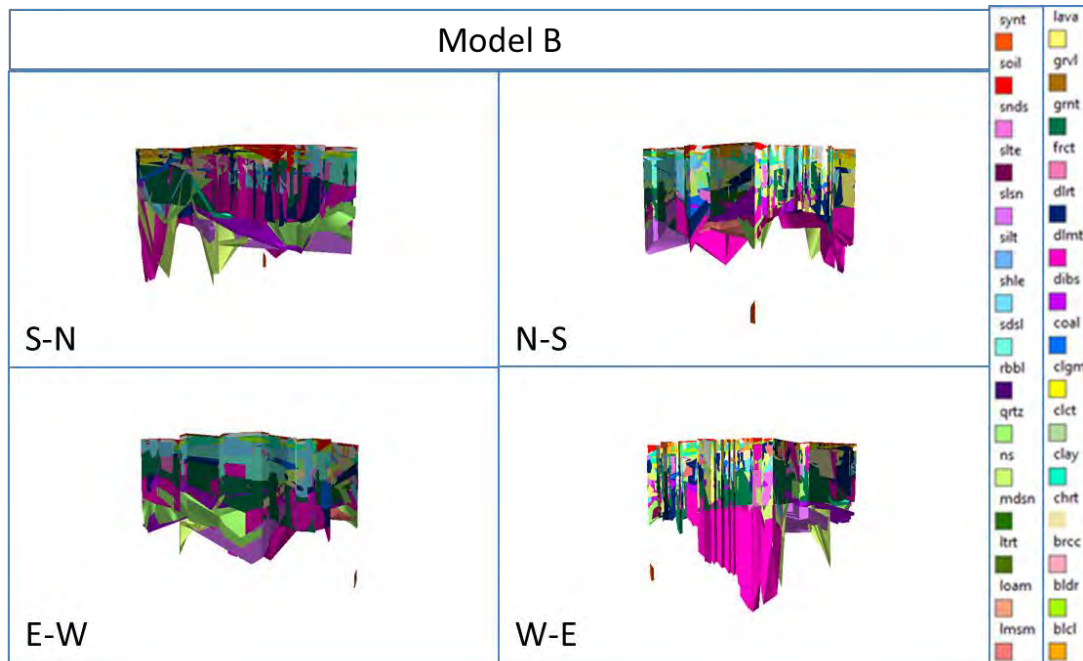 Model B
S-N
N-S
E-W
W-E
synt
soil
snds
slte
slsn
silt
shle
sdsl
rbbl
qrtz
ns
mdsn
ltrt
loam
lmsm
lava
grvl
grnt
frct
dlrt
dlmt
dibs
coal
clgm
clct
clay
chrt
brcc
bldr
blcl